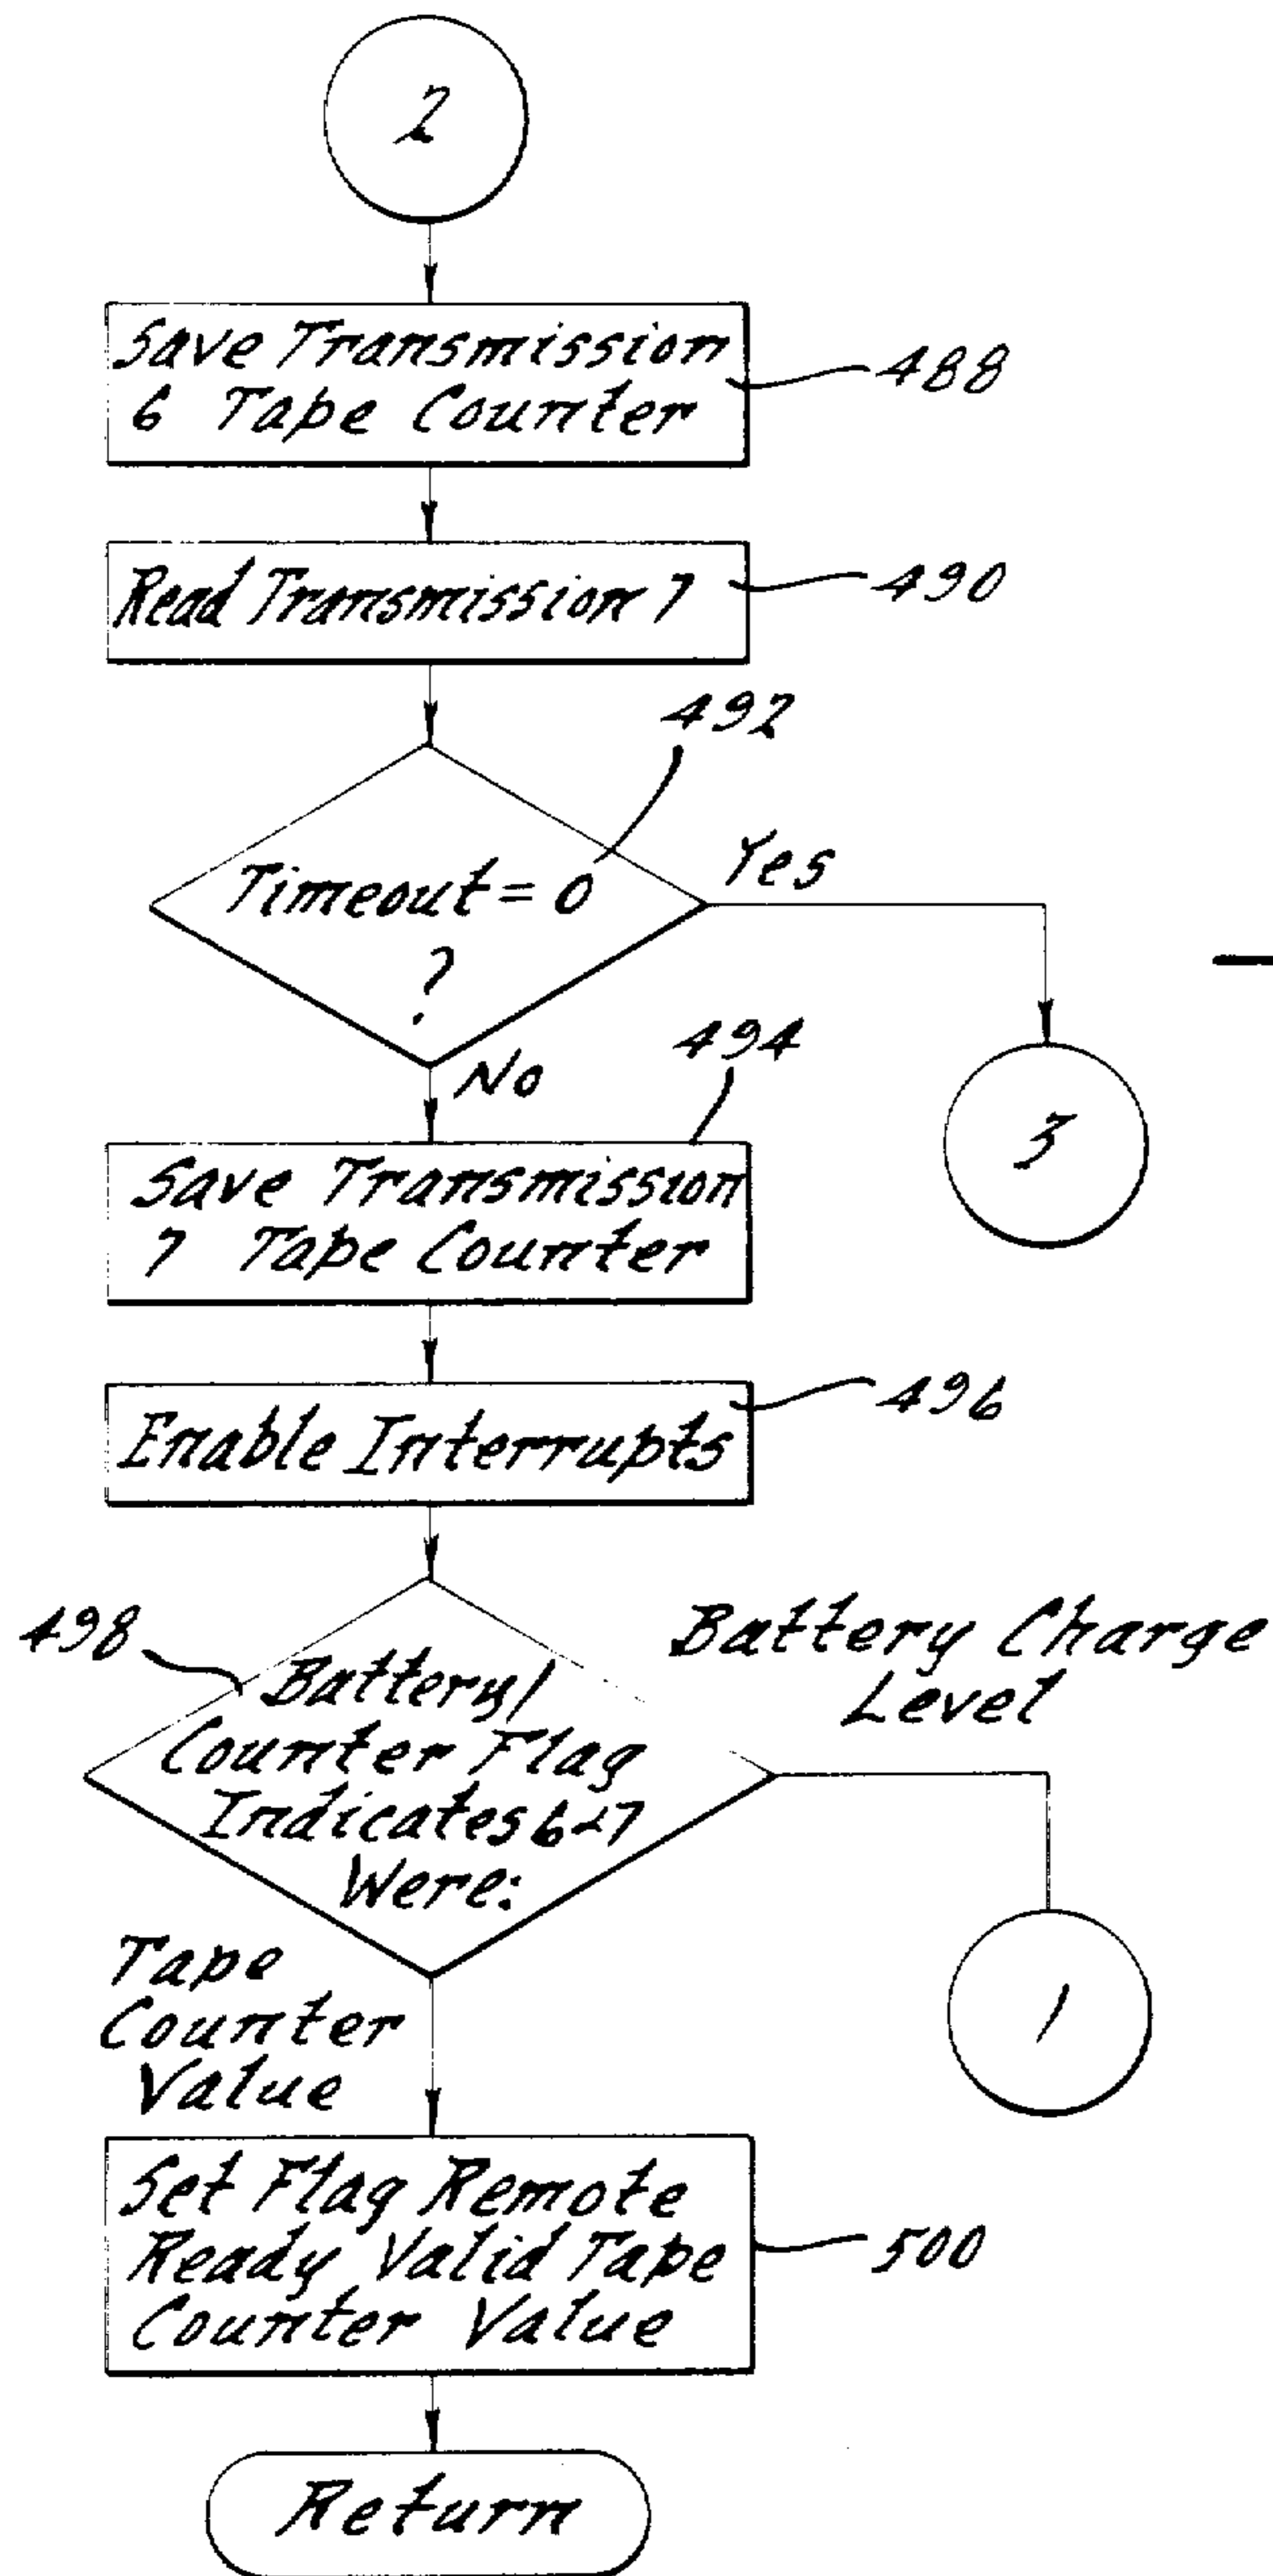 2
Save Transmission
6 Tape Counter
488
Read Transmission 7
490
492
Timeout = 0
?
Yes
No
3
494
Save Transmission
7 Tape Counter
Enable Interrupts
496
498
Battery/
Counter Flag
Indicates 6+7
Were:
Battery Charge
Level
1
Tape
Counter
Value
Set Flag Remote
Ready Valid Tape
Counter Value
500
Return